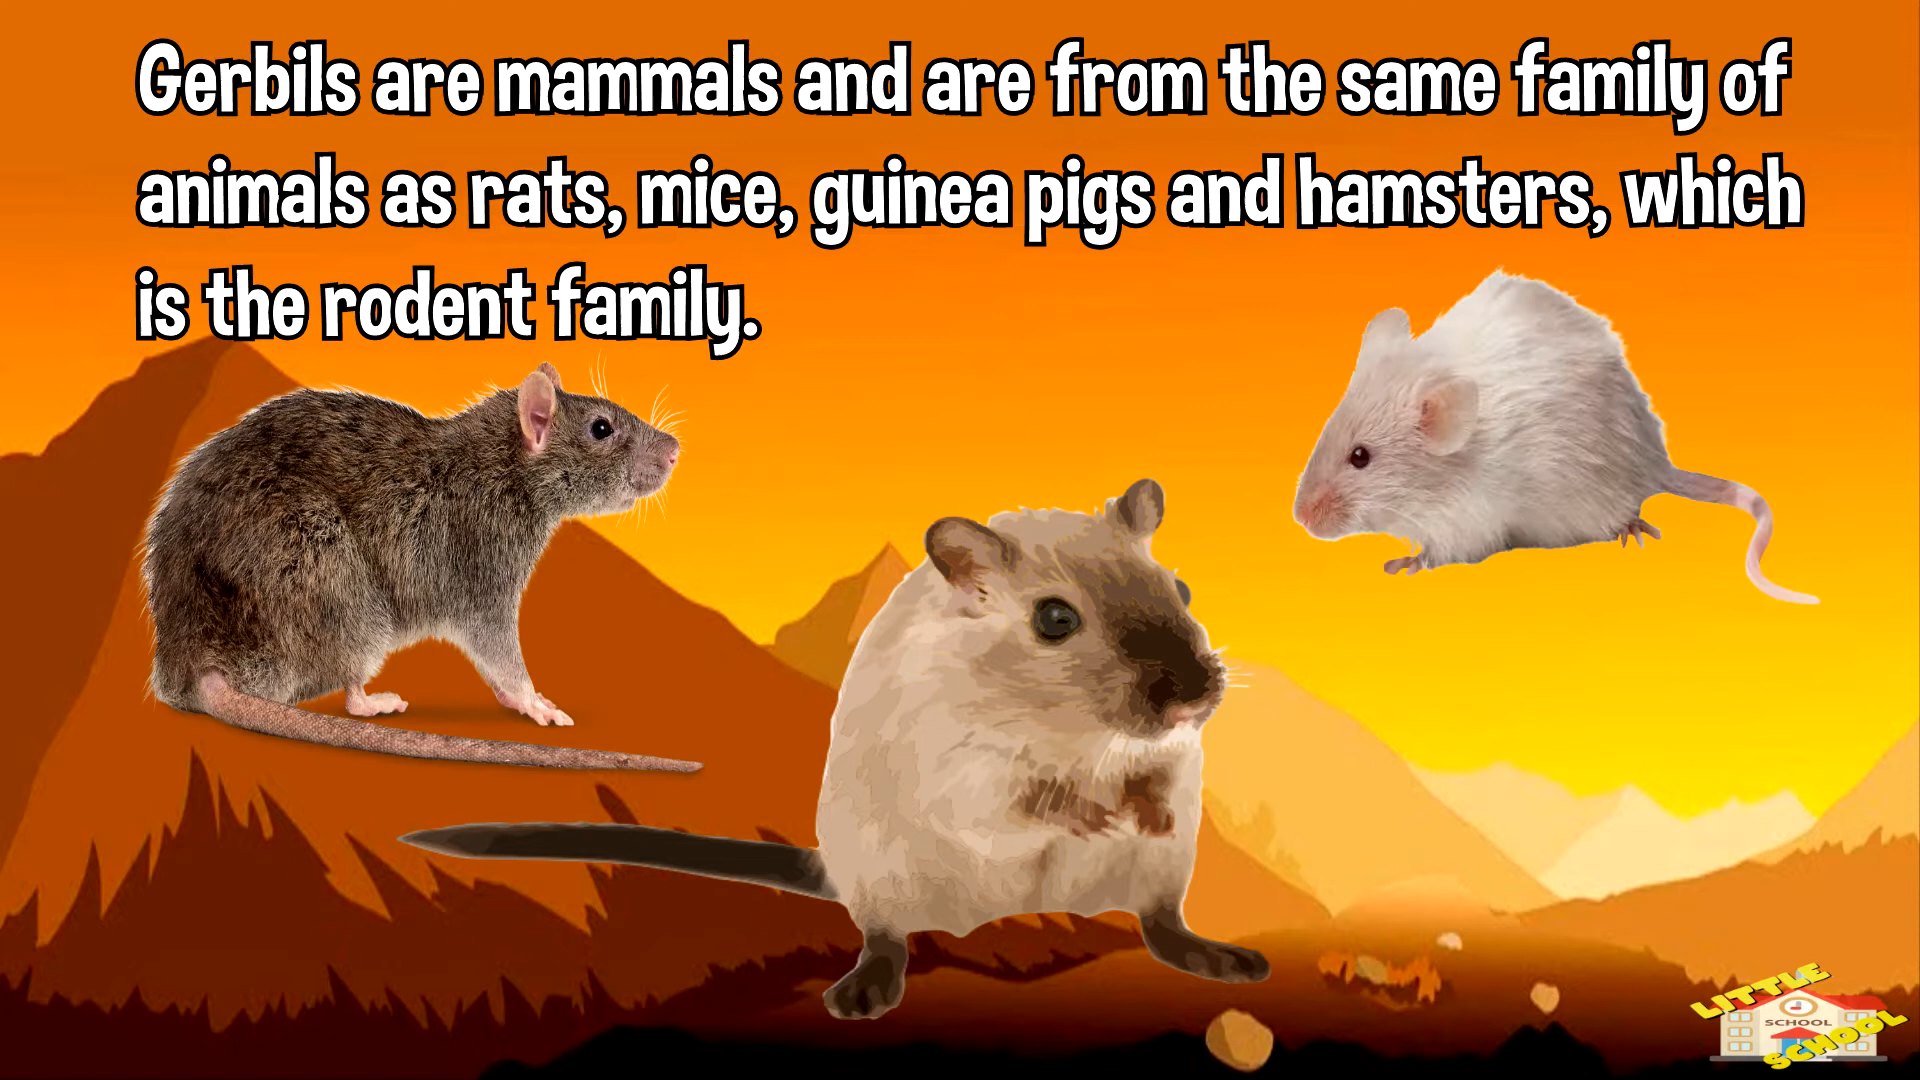 Gerbils are mammals and are from the same family of
animals as rats, mice, guinea pigs and hamsters, which
is the rodent family.
LITTLE
SCHOOL
SCHOOL